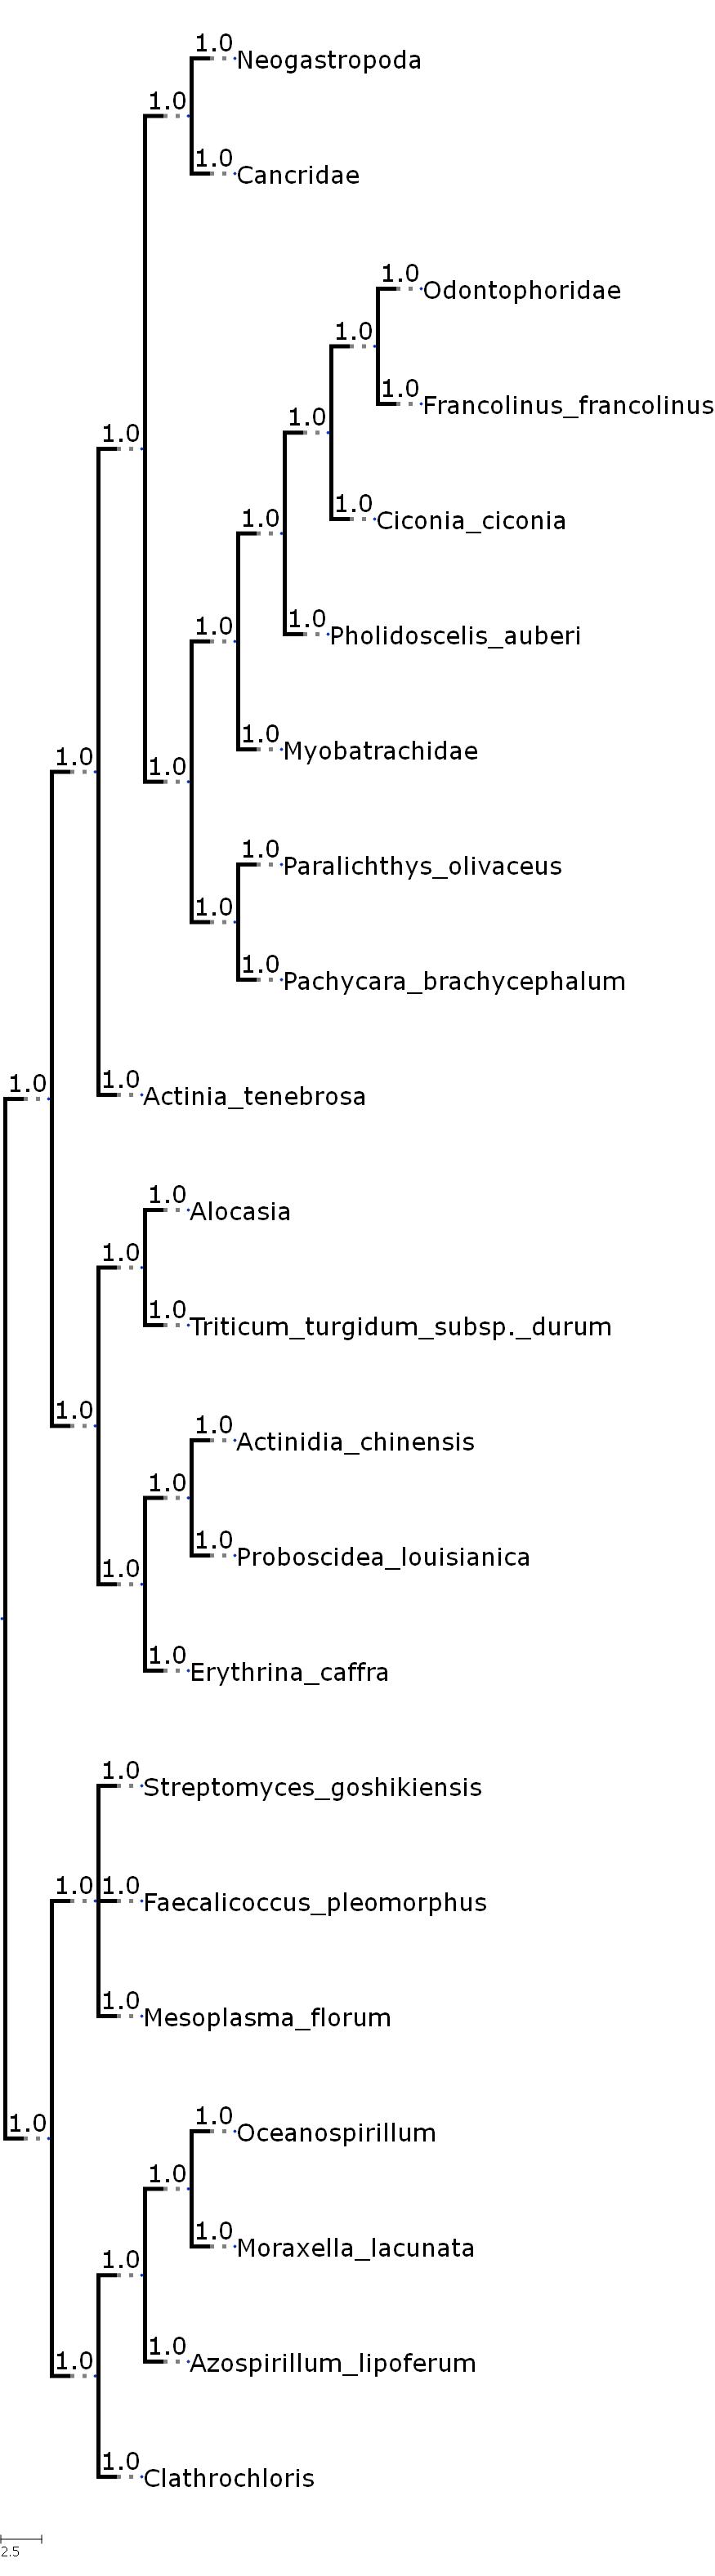 1.0
Neogastropoda
1.0
1.0
Cancridae
1.0
Odontophoridae
1.0
1.0
Francolinus_francolinus
1.0
1.0
1.0
Ciconia_ciconia
1.0
1.0
Pholidoscelis_auberi
1.0
1.0
Myobatrachidae
1.0
1.0
1.0
Paralichthys_olivaceus
1.0
1.0
Pachycara_brachycephalum
1.0
1.0
Actinia_tenebrosa
1.0
Alocasia
1.0
1.0
Triticum_turgidum_subsp._durum
1.0
1.0
Actinidia_chinensis
1.0
1.0
Proboscidea_louisianica
1.0
1.0
Erythrina_caffra
1.0
Streptomyces_goshikiensis
1.0 1.0
Faecalicoccus_pleomorphus
1.0
Mesoplasma_florum
1.0
1.0
Oceanospirillum
1.0
1.0
Moraxella_lacunata
1.0
1.0
Azospirillum_lipoferum
1.0
1.0
Clathrochloris
2.5